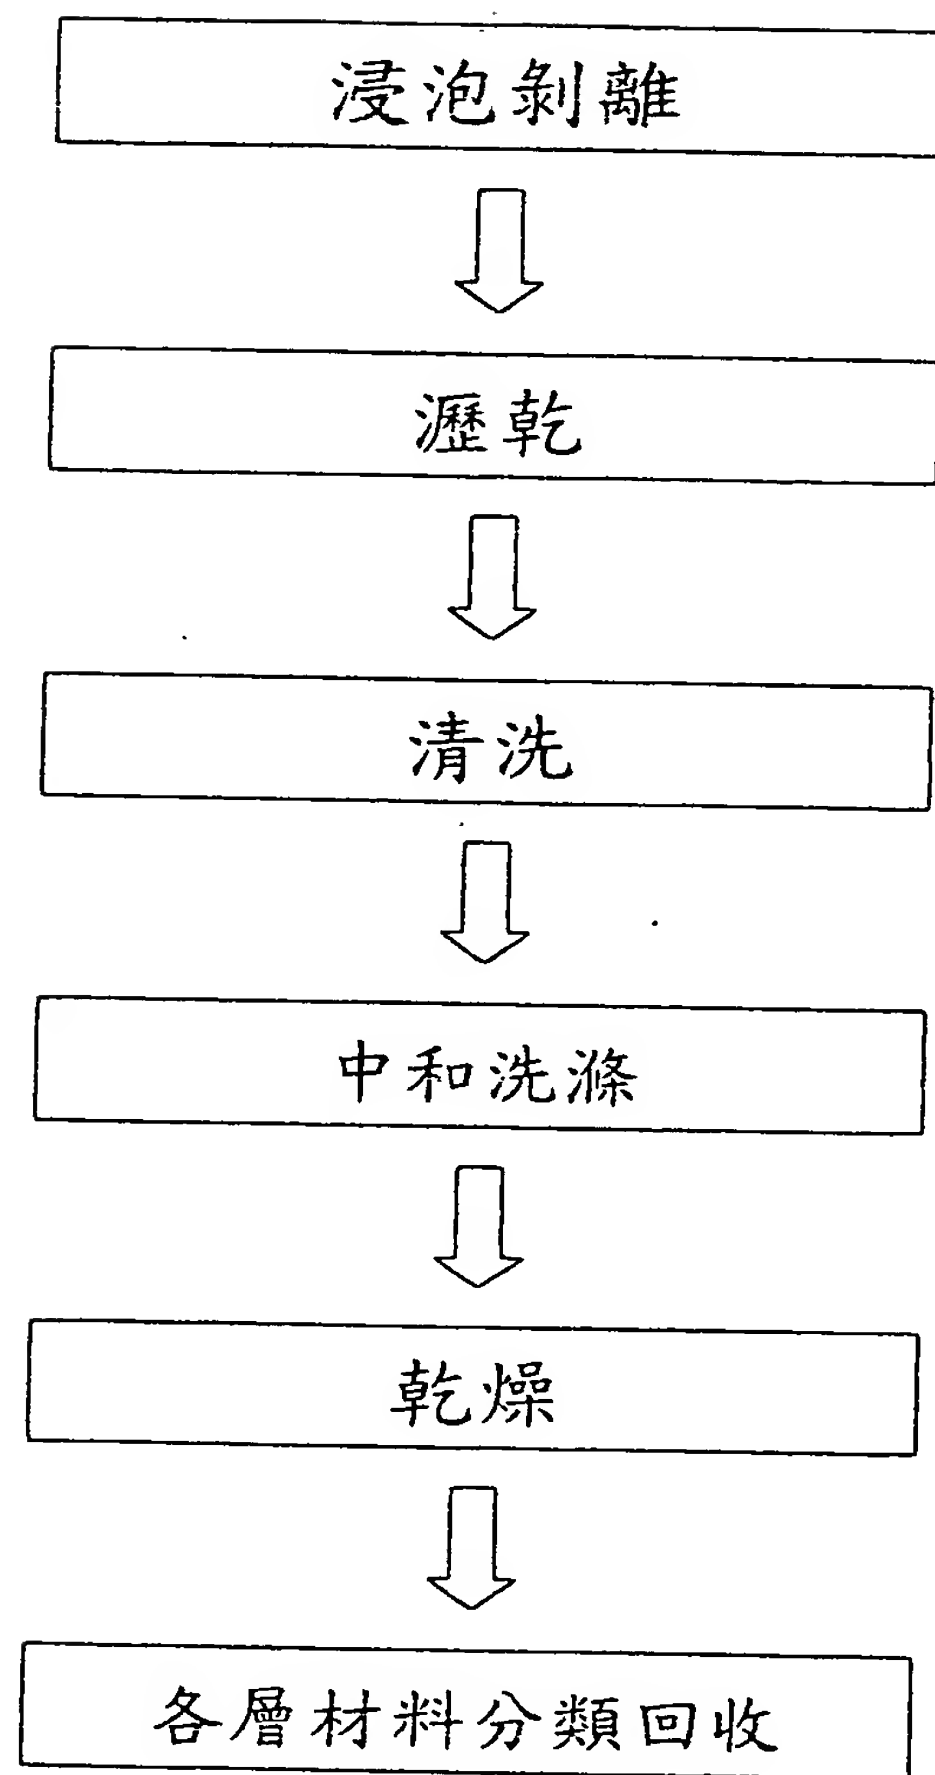 浸泡剝離
瀝乾
清洗
中和洗滌
乾燥
各層材料分類回收